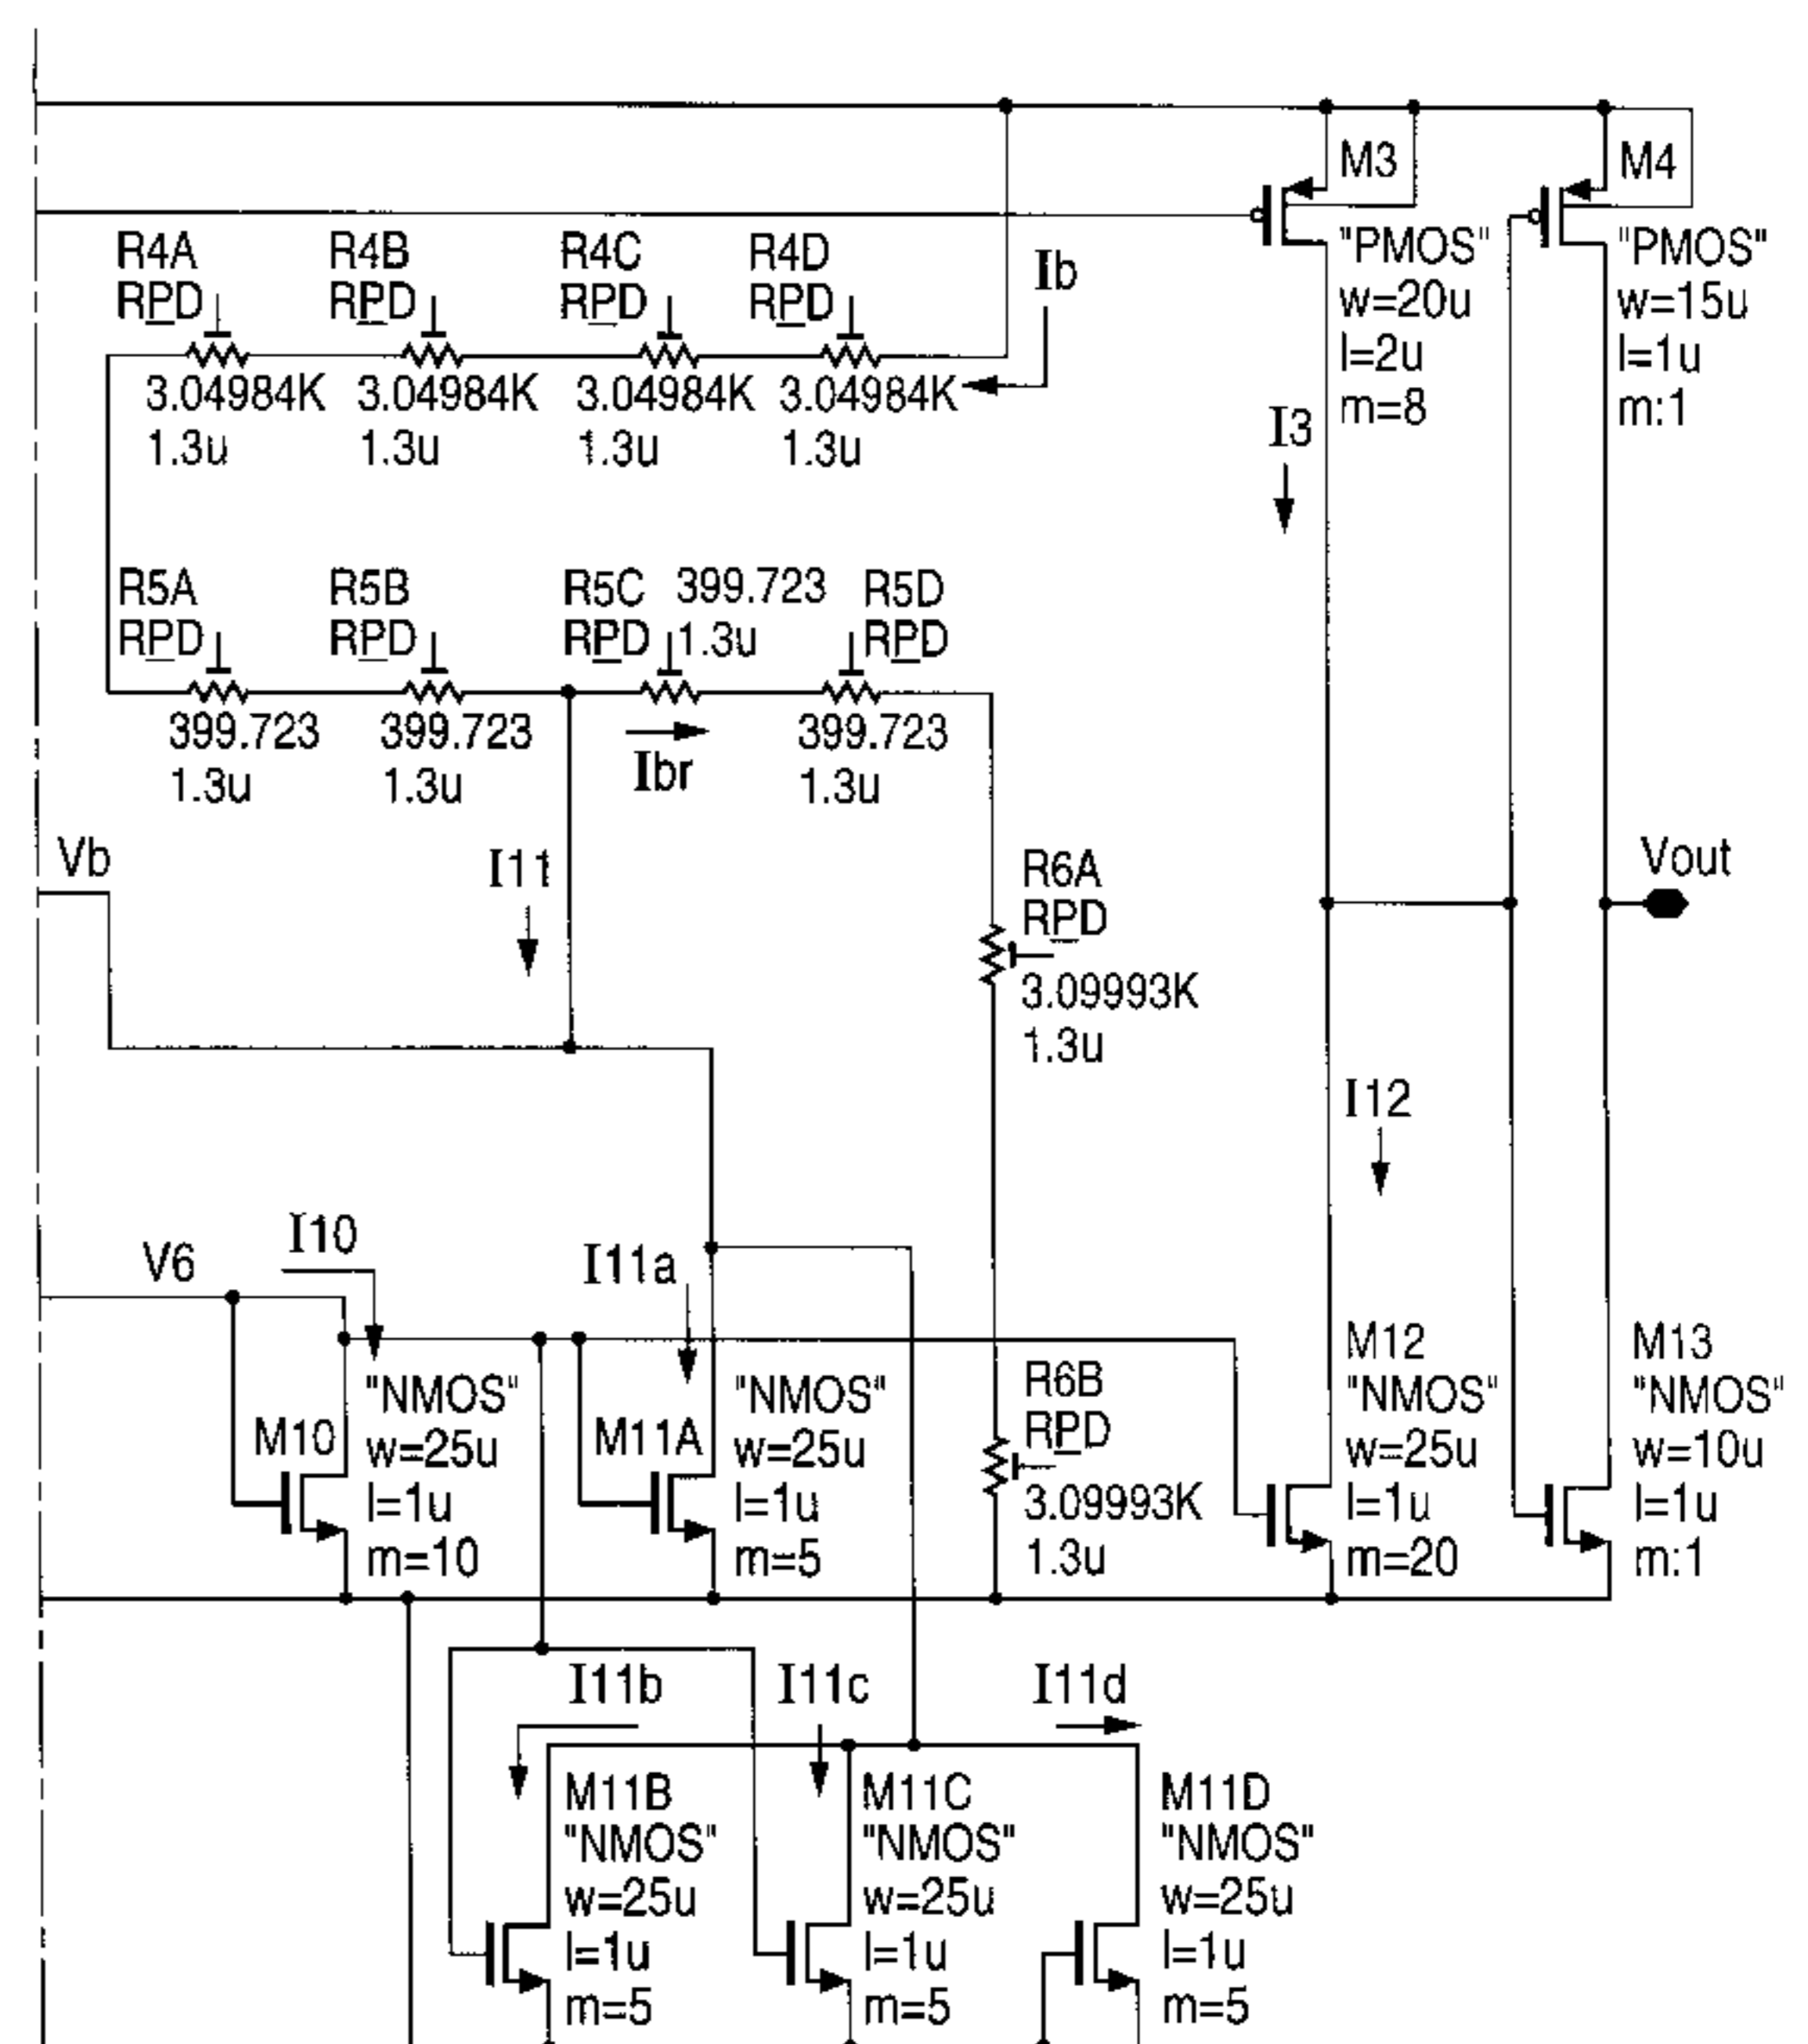 M3
"PMOS"
w=20u
l=2u
m=8
M4
"PMOS"
w=15u
l=1u
m:1
R4A
RPD
3.04984K
1.3u
R4B
RPD
3.04984K
1.3u
R4C
RPD
3.04984K
1.3u
R4D
RPD
3.04984K
1.3u
Ib
I3
R5A
RPD
399.723
1.3u
R5B
RPD
399.723
1.3u
R5C
RPD
399.723
1.3u
R5D
RPD
399.723
1.3u
Ibr
Vb
I11
R6A
RPD
3.09993K
1.3u
Vout
I12
V6
I10
I11a
M10
"NMOS"
w=25u
l=1u
m=10
M11A
"NMOS"
w=25u
l=1u
m=5
R6B
RPD
3.09993K
1.3u
M12
"NMOS"
w=25u
l=1u
m=20
M13
"NMOS"
w=10u
l=1u
m:1
I11b
I11c
I11d
M11B
"NMOS"
w=25u
l=1u
m=5
M11C
"NMOS"
w=25u
l=1u
m=5
M11D
"NMOS"
w=25u
l=1u
m=5